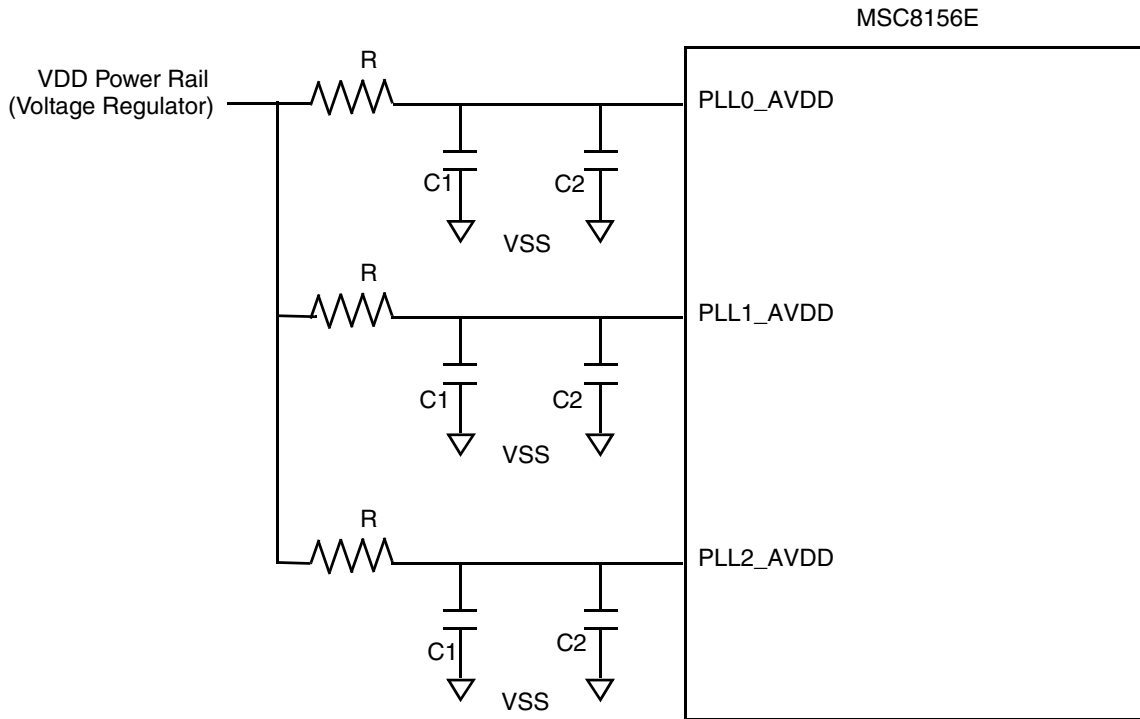 MSC8156E
R
VDD Power Rail
(Voltage Regulator)
PLL0_AVDD
C1
C2
VSS
R
PLL1_AVDD
C1
C2
VSS
R
PLL2_AVDD
C1
C2
VSS